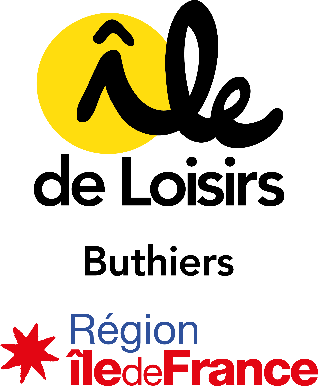 île
de Loisirs
Buthiers
Région
îledeFrance